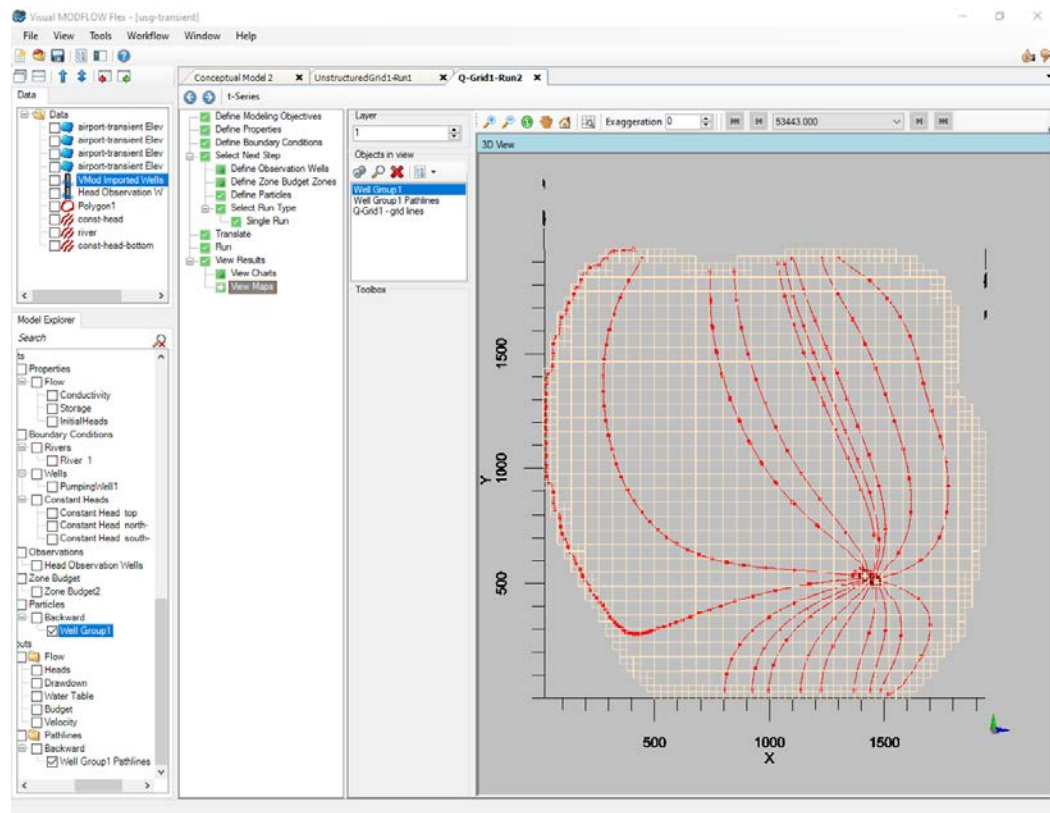 Visual MODFLOW Flex - [usg-transient]
File View Tools Workflow Window Help
Data
Data
airport-transient Elev
airport-transient Elev
airport-transient Elev
airport-transient Elev
VMod Imported Wells
Head Observation W
Polygon1
const-head
river
const-head-bottom
Model Explorer
Search
ts
Properties
Flow
Conductivity
Storage
InitialHeads
Boundary Conditions
Rivers
River 1
Wells
PumpingWell1
Constant Heads
Constant Head top
Constant Head north-
Constant Head south-
Observations
Head Observation Wells
Zone Budget
Zone Budget2
Particles
Backward
Well Group1
puts
Flow
Heads
Drawdown
Water Table
Budget
Velocity
Pathlines
Backward
Well Group1 Pathlines
Conceptual Model 2 UnstructuredGrid1-Run1 Q-Grid1-Run2
t-Series
Define Modeling Objectives
Define Properties
Define Boundary Conditions
Select Next Step
Define Observation Wells
Define Zone Budget Zones
Define Particles
Select Run Type
Single Run
Translate
Run
View Results
View Charts
View Maps
Layer
1
Objects in view
Well Group1
Well Group1 Pathlines
Q-Grid1 - grid lines
Toolbox
Exaggeration 0 53443.000
3D View
1500
1000
Y
500
500 1000 1500
X